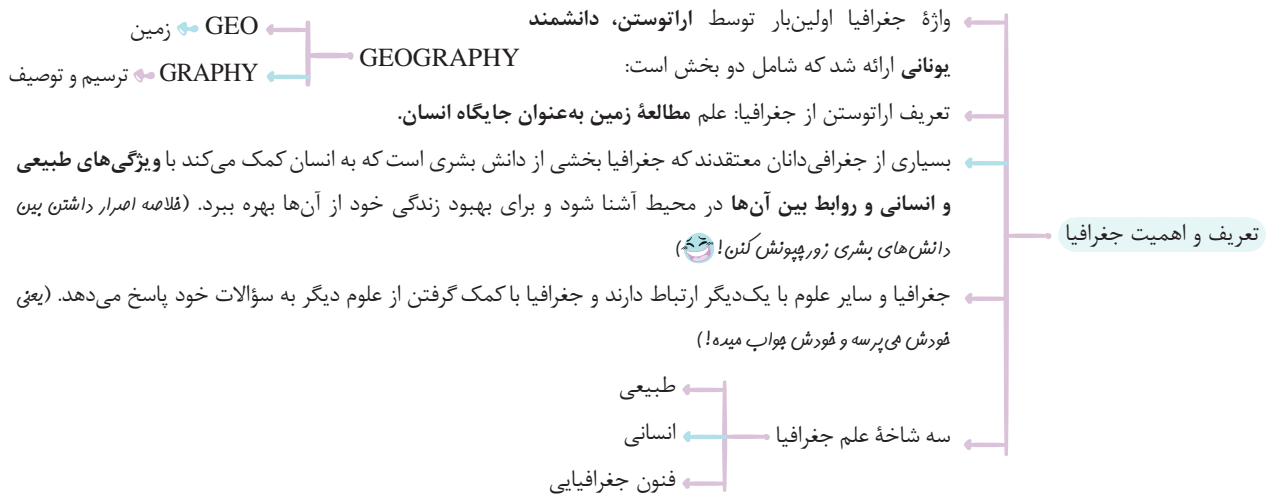 تعریف و اهمیت جغرافیا
واژهٔ جغرافیا اولین‌بار توسط اراتوستن، دانشمند
یونانی ارائه شد که شامل دو بخش است:
GEOGRAPHY
GEO زمین
GRAPHY ترسیم و توصیف
تعریف اراتوستن از جغرافیا: علم مطالعهٔ زمین به‌عنوان جایگاه انسان.
بسیاری از جغرافی‌دانان معتقدند که جغرافیا بخشی از دانش بشری است که به انسان کمک می‌کند با ویژگی‌های طبیعی
و انسانی و روابط بین آن‌ها در محیط آشنا شود و برای بهبود زندگی خود از آن‌ها بهره ببرد. (خلاصه اصرار داشتن بین
دانش‌های بشری زورچپونش کنن!)
جغرافیا و سایر علوم با یک‌دیگر ارتباط دارند و جغرافیا با کمک گرفتن از علوم دیگر به سؤالات خود پاسخ می‌دهد. (یعنی
خودش می‌پرسه و خودش جواب میده!)
سه شاخهٔ علم جغرافیا
طبیعی
انسانی
فنون جغرافیایی